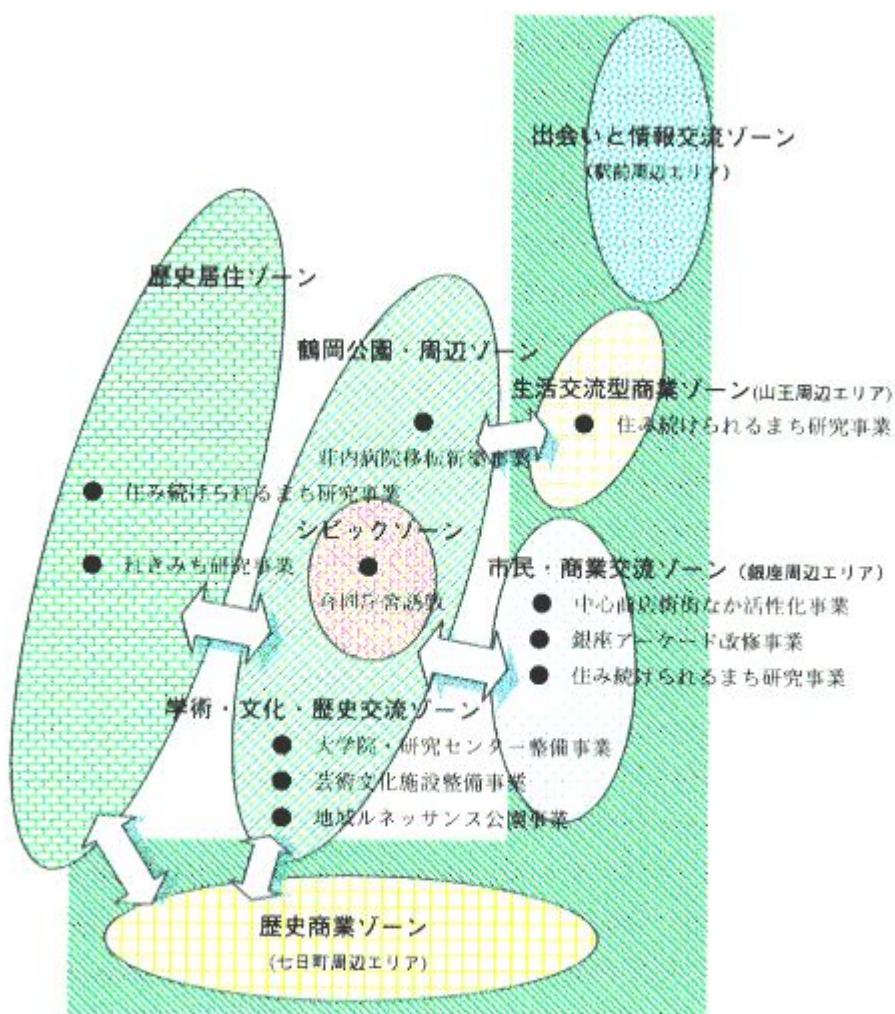 出会いと情報交流ゾーン
(駅前周辺エリア)
歴史居住ゾーン
鶴岡公園・周辺ゾーン
生活交流型商業ゾーン(山王周辺エリア)
● 住み続けられるまち研究事業
●
荘内病院移転新築事業
● 住み続けられるまち研究事業
シビックゾーン
● れきみち研究事業
●
市民・商業交流ゾーン(銀座周辺エリア)
● 中心商店街街なか活性化事業
● 銀座アーケード改修事業
● 住み続けられるまち研究事業
学術・文化・歴史交流ゾーン
● 大学院・研究センター整備事業
● 芸術文化施設整備事業
● 地域ルネッサンス公園事業
歴史商業ゾーン
(七日町周辺エリア)